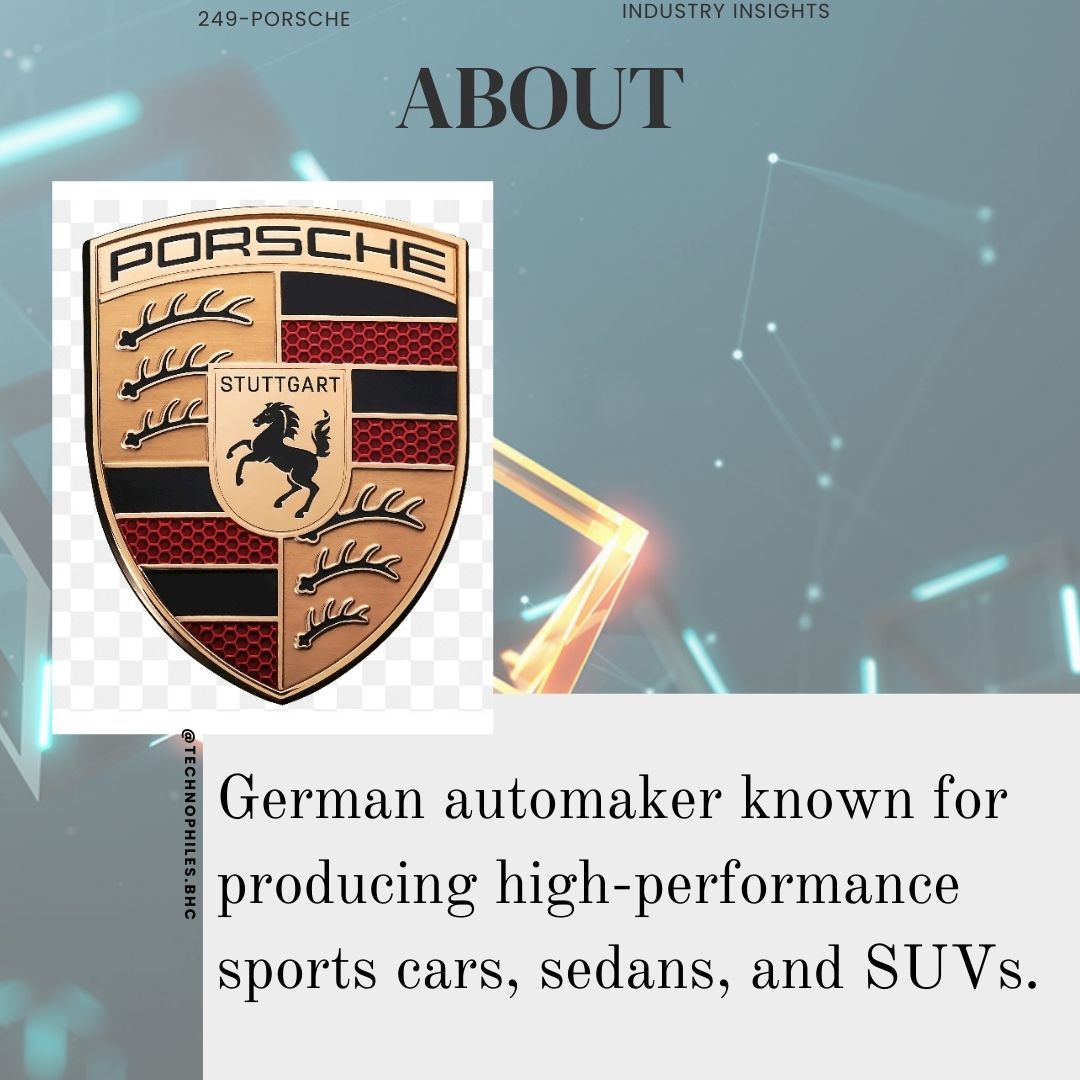 249-PORSCHE
INDUSTRY INSIGHTS
ABOUT
PORSCHE
STUTTGART
@TECHNOPHILES.BHC
German automaker known for
producing high-performance
sports cars, sedans, and SUVs.